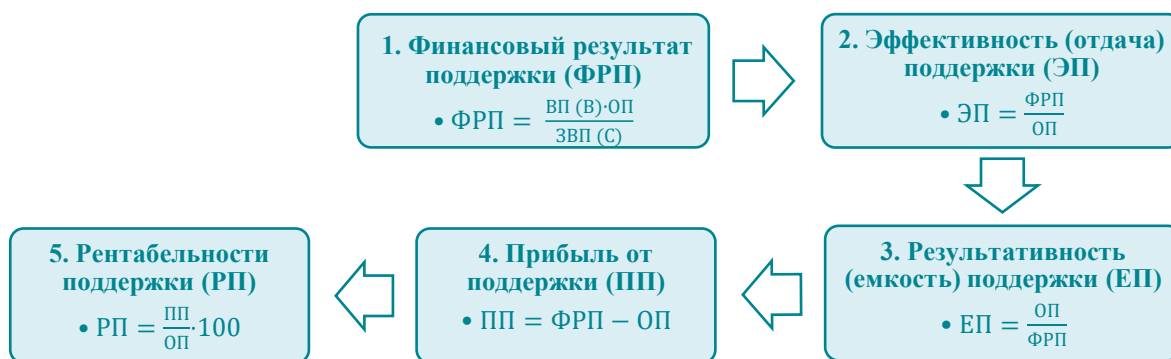 1. Финансовый результат
поддержки (ФРП)
• ФРП = ВП (В)·ОП / ЗВП (С)
2. Эффективность (отдача)
поддержки (ЭП)
• ЭП = ФРП / ОП
3. Результативность
(емкость) поддержки (ЕП)
• ЕП = ОП / ФРП
4. Прибыль от
поддержки (ПП)
• ПП = ФРП − ОП
5. Рентабельности
поддержки (РП)
• РП = ПП / ОП ·100